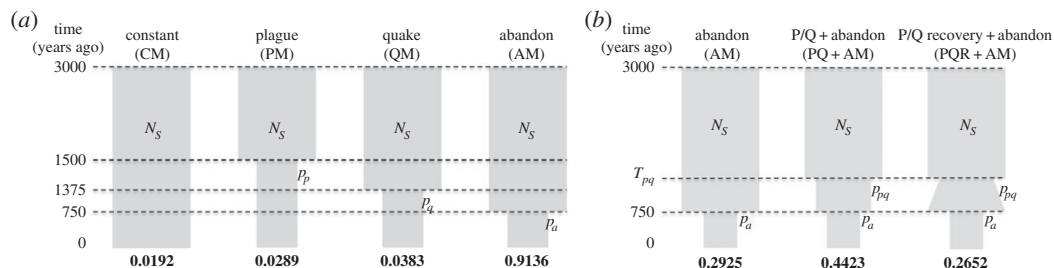 (a)
time
(years ago)
constant
(CM)
plague
(PM)
quake
(QM)
abandon
(AM)
3000
N_S
N_S
N_S
N_S
1500
p_p
1375
p_q
750
p_a
0
0.0192
0.0289
0.0383
0.9136
(b)
time
(years ago)
abandon
(AM)
P/Q + abandon
(PQ + AM)
P/Q recovery + abandon
(PQR + AM)
3000
N_S
N_S
N_S
T_pq
p_pq
p_pq
750
p_a
p_a
p_a
0
0.2925
0.4423
0.2652